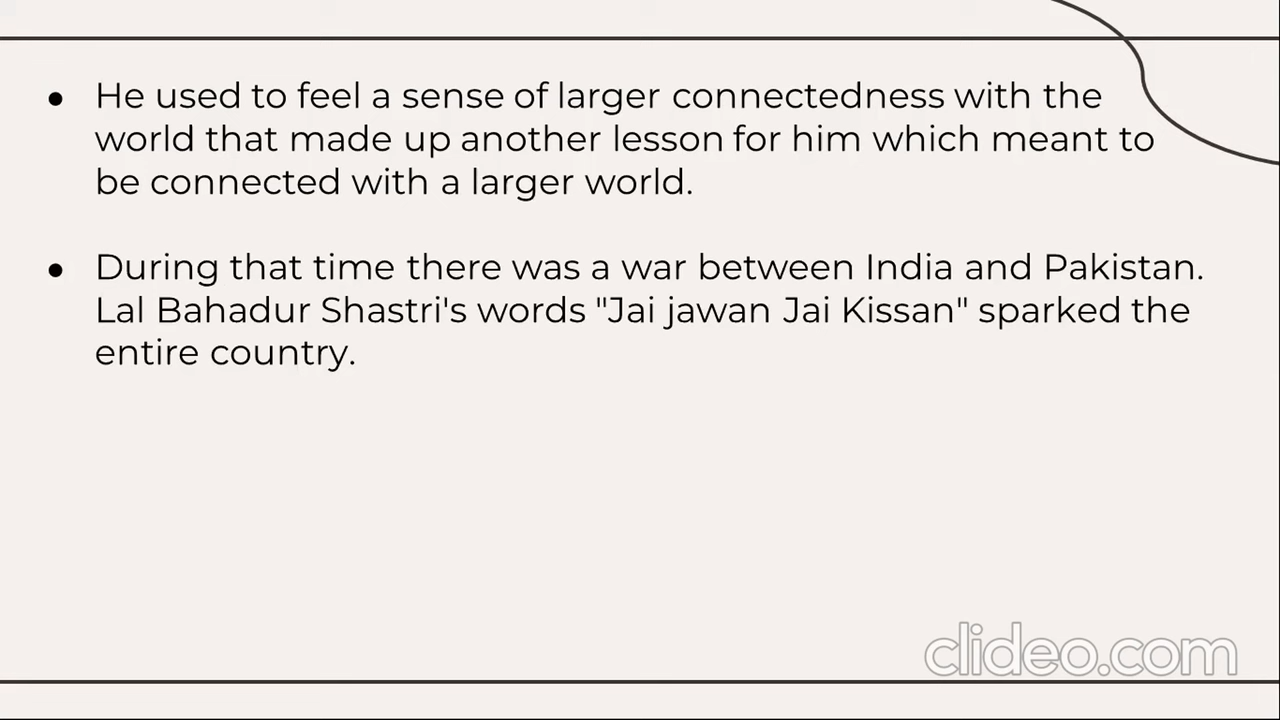 ● He used to feel a sense of larger connectedness with the
world that made up another lesson for him which meant to
be connected with a larger world.
● During that time there was a war between India and Pakistan.
Lal Bahadur Shastri's words "Jai jawan Jai Kissan" sparked the
entire country.
clideo.com